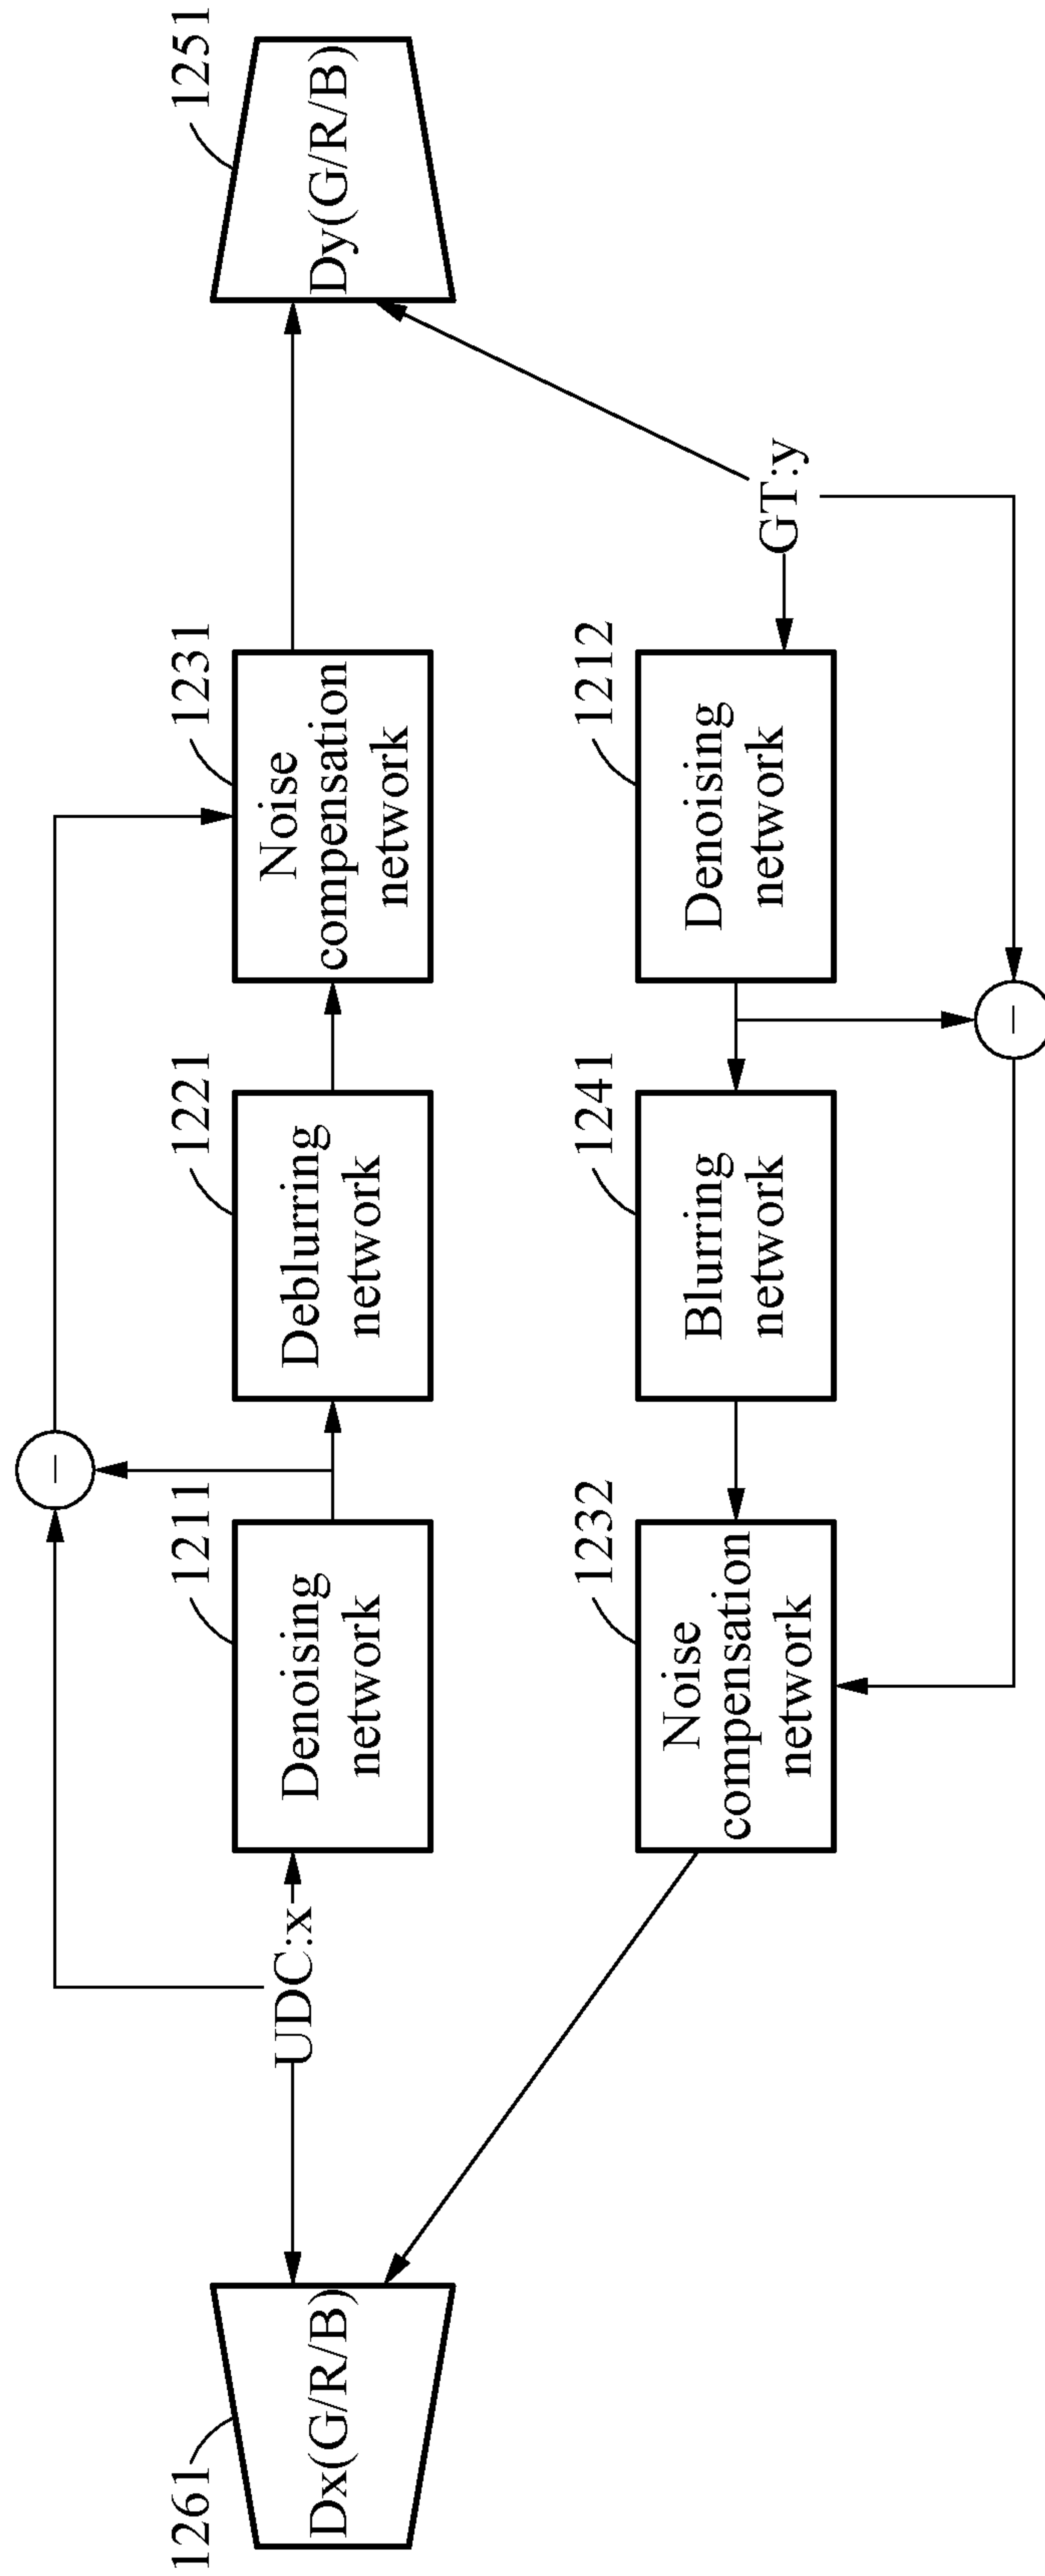 1261
Dx(G/R/B)
UDC:x
−
1211
Denoising
network
1221
Deblurring
network
1231
Noise
compensation
network
1251
Dy(G/R/B)
1232
Noise
compensation
network
1241
Blurring
network
1212
Denoising
network
GT:y
−